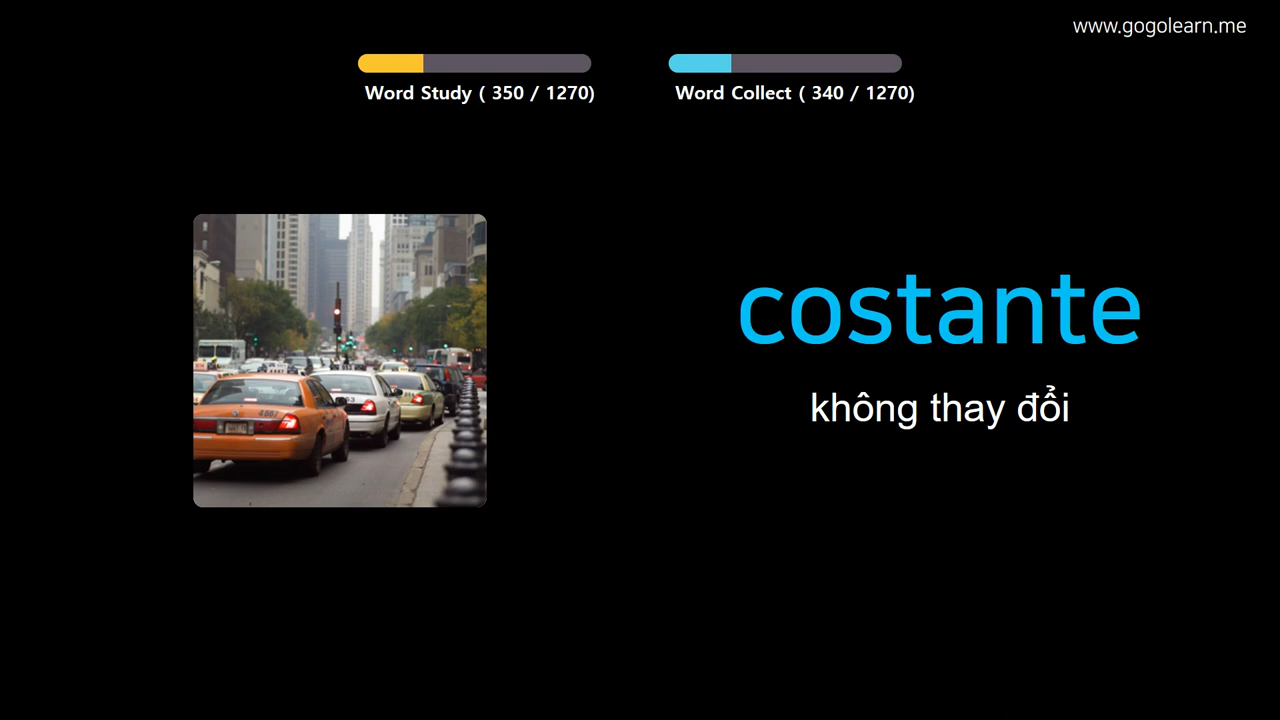 www.gogolearn.me
Word Study ( 350 / 1270)
Word Collect ( 340 / 1270)
costante
không thay đổi